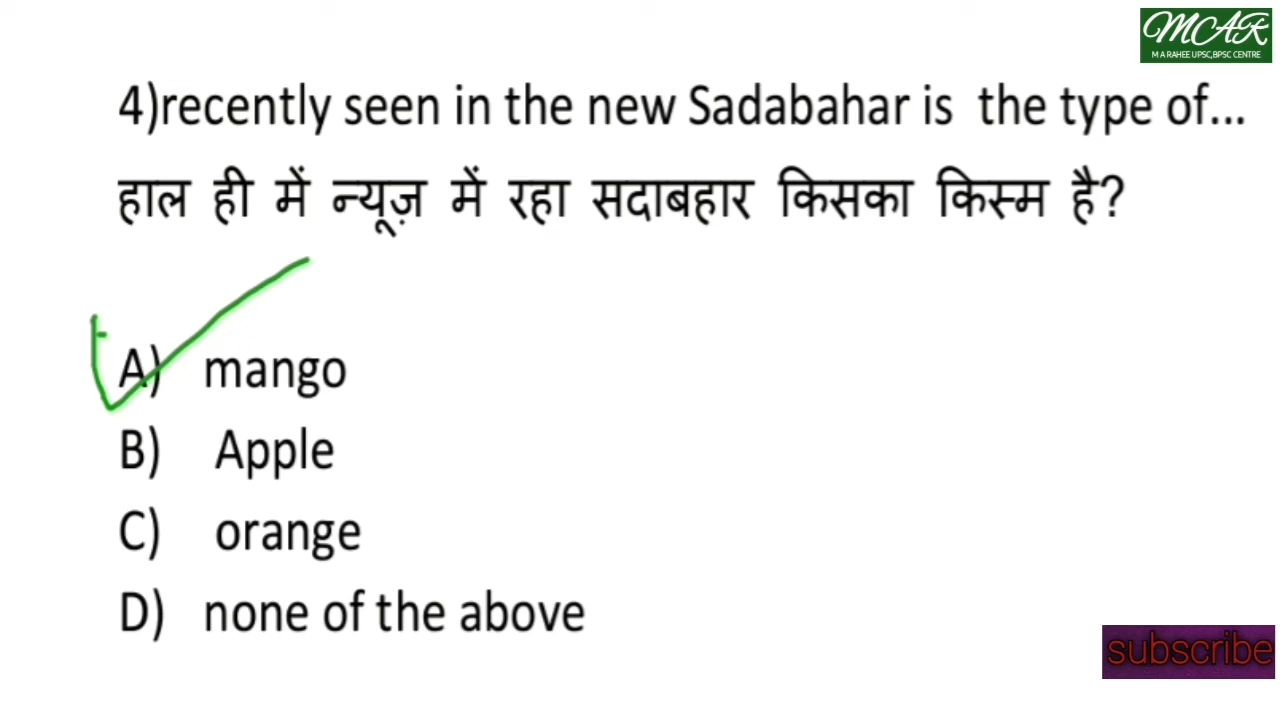 MCAR
M A RAHEE UPSC,BPSC CENTRE
4)recently seen in the new Sadabahar is the type of...
हाल ही में न्यूज़ में रहा सदाबहार किसका किस्म है?
A) mango
B) Apple
C) orange
D) none of the above
subscribe